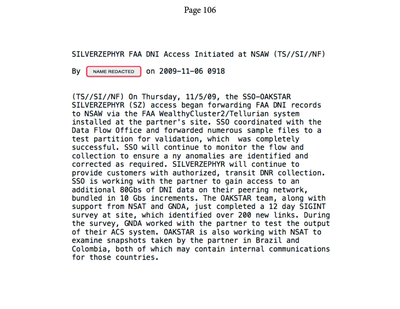 Page 106
SILVERZEPHYR FAA DNI Access Initiated at NSAW (TS//SI//NF)
By NAME REDACTED on 2009-11-06 0918
(TS//SI//NF) On Thursday, 11/5/09, the SSO-OAKSTAR
SILVERZEPHYR (SZ) access began forwarding FAA DNI records
to NSAW via the FAA WealthyCluster2/Tellurian system
installed at the partner's site. SSO coordinated with the
Data Flow Office and forwarded numerous sample files to a
test partition for validation, which was completely
successful. SSO will continue to monitor the flow and
collection to ensure a ny anomalies are identified and
corrected as required. SILVERZEPHYR will continue to
provide customers with authorized, transit DNR collection.
SSO is working with the partner to gain access to an
additional 80Gbs of DNI data on their peering network,
bundled in 10 Gbs increments. The OAKSTAR team, along with
support from NSAT and GNDA, just completed a 12 day SIGINT
survey at site, which identified over 200 new links. During
the survey, GNDA worked with the partner to test the output
of their ACS system. OAKSTAR is also working with NSAT to
examine snapshots taken by the partner in Brazil and
Colombia, both of which may contain internal communications
for those countries.